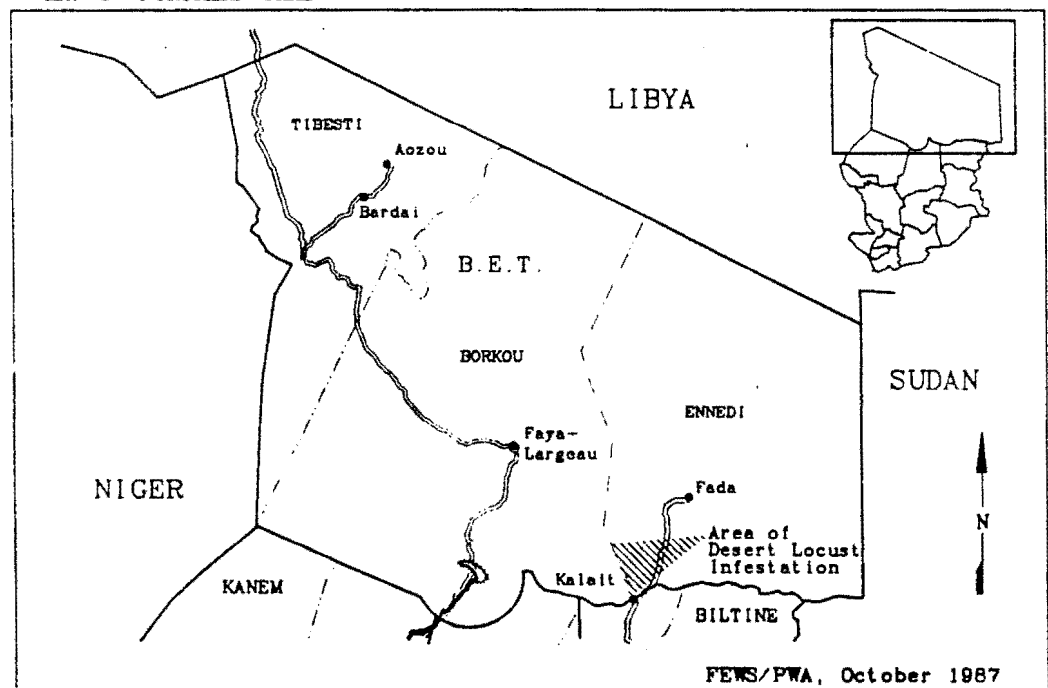 LIBYA
TIBESTI
Aozou
Bardai
B.E.T.
BORKOU
SUDAN
ENNEDI
Faya-
Largeau
NIGER
Fada
N
Area of
Desert Locust
Infestation
Kalait
KANEM
BILTINE
FEWS/PWA, October 1987